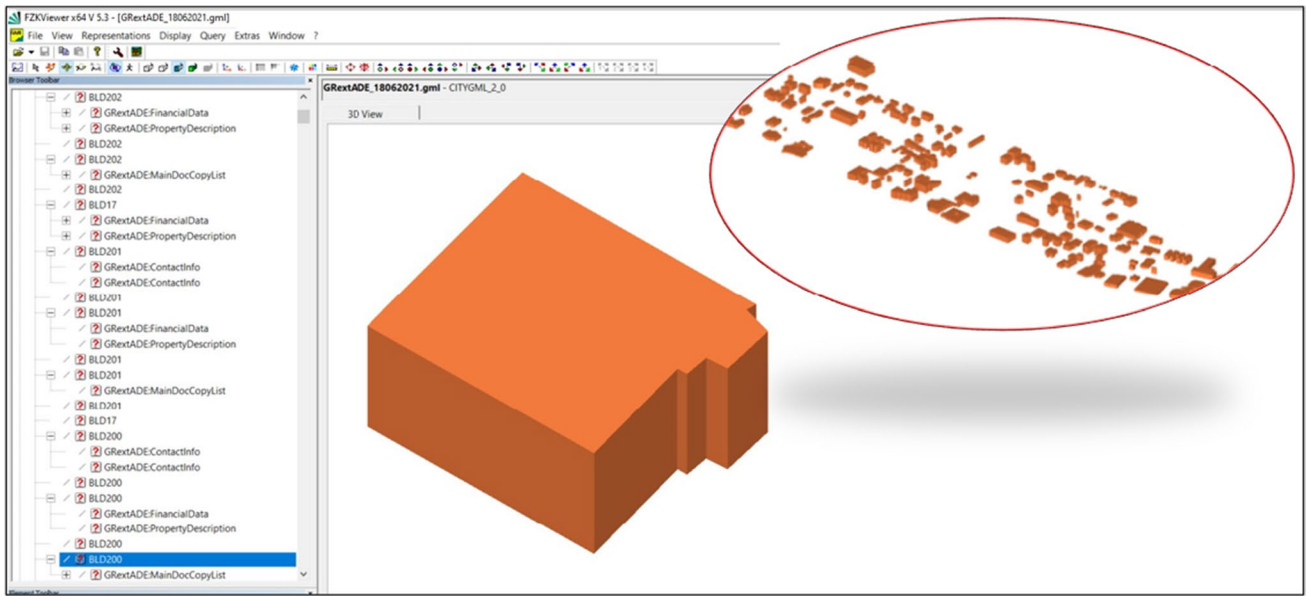 FZKViewer x64 V 5.3 - [GRextADE_18062021.gml]
File View Representations Display Query Extras Window ?
Browser Toolbar
BLD202
GRextADE:FinancialData
GRextADE:PropertyDescription
BLD202
BLD202
GRextADE:MainDocCopyList
BLD202
BLD17
GRextADE:FinancialData
GRextADE:PropertyDescription
BLD201
GRextADE:ContactInfo
GRextADE:ContactInfo
BLD201
BLD201
GRextADE:FinancialData
GRextADE:PropertyDescription
BLD201
BLD201
GRextADE:MainDocCopyList
BLD201
BLD17
BLD200
GRextADE:ContactInfo
GRextADE:ContactInfo
BLD200
BLD200
GRextADE:FinancialData
GRextADE:PropertyDescription
BLD200
BLD200
GRextADE:MainDocCopyList
Element Toolbar
GRextADE_18062021.gml - CITYGML_2_0
3D View